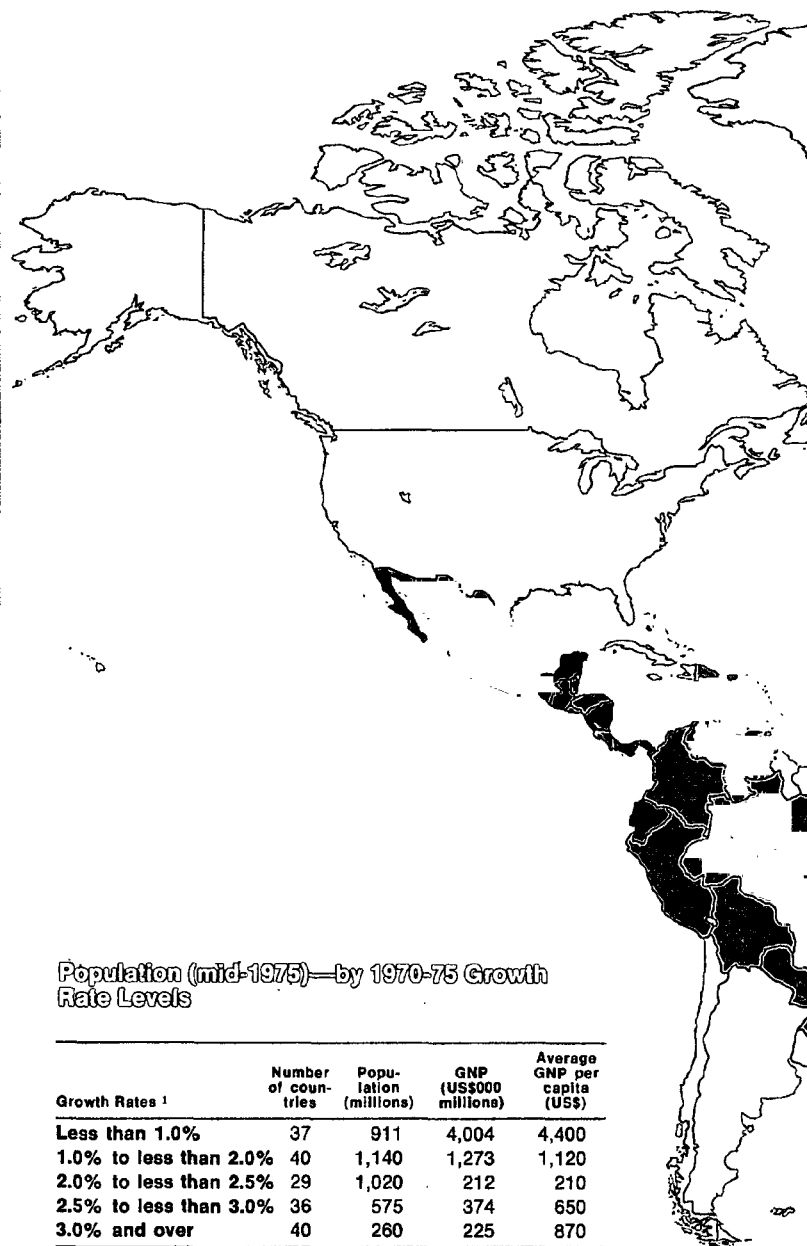 Population (mid-1975)—by 1970-75 Growth
Rate Levels
Growth Rates 1 Number of coun-tries Popu-lation (millions) GNP (US$000 millions) Average GNP per capita (US$)
Less than 1.0% 37 911 4,004 4,400
1.0% to less than 2.0% 40 1,140 1,273 1,120
2.0% to less than 2.5% 29 1,020 212 210
2.5% to less than 3.0% 36 575 374 650
3.0% and over 40 260 225 870